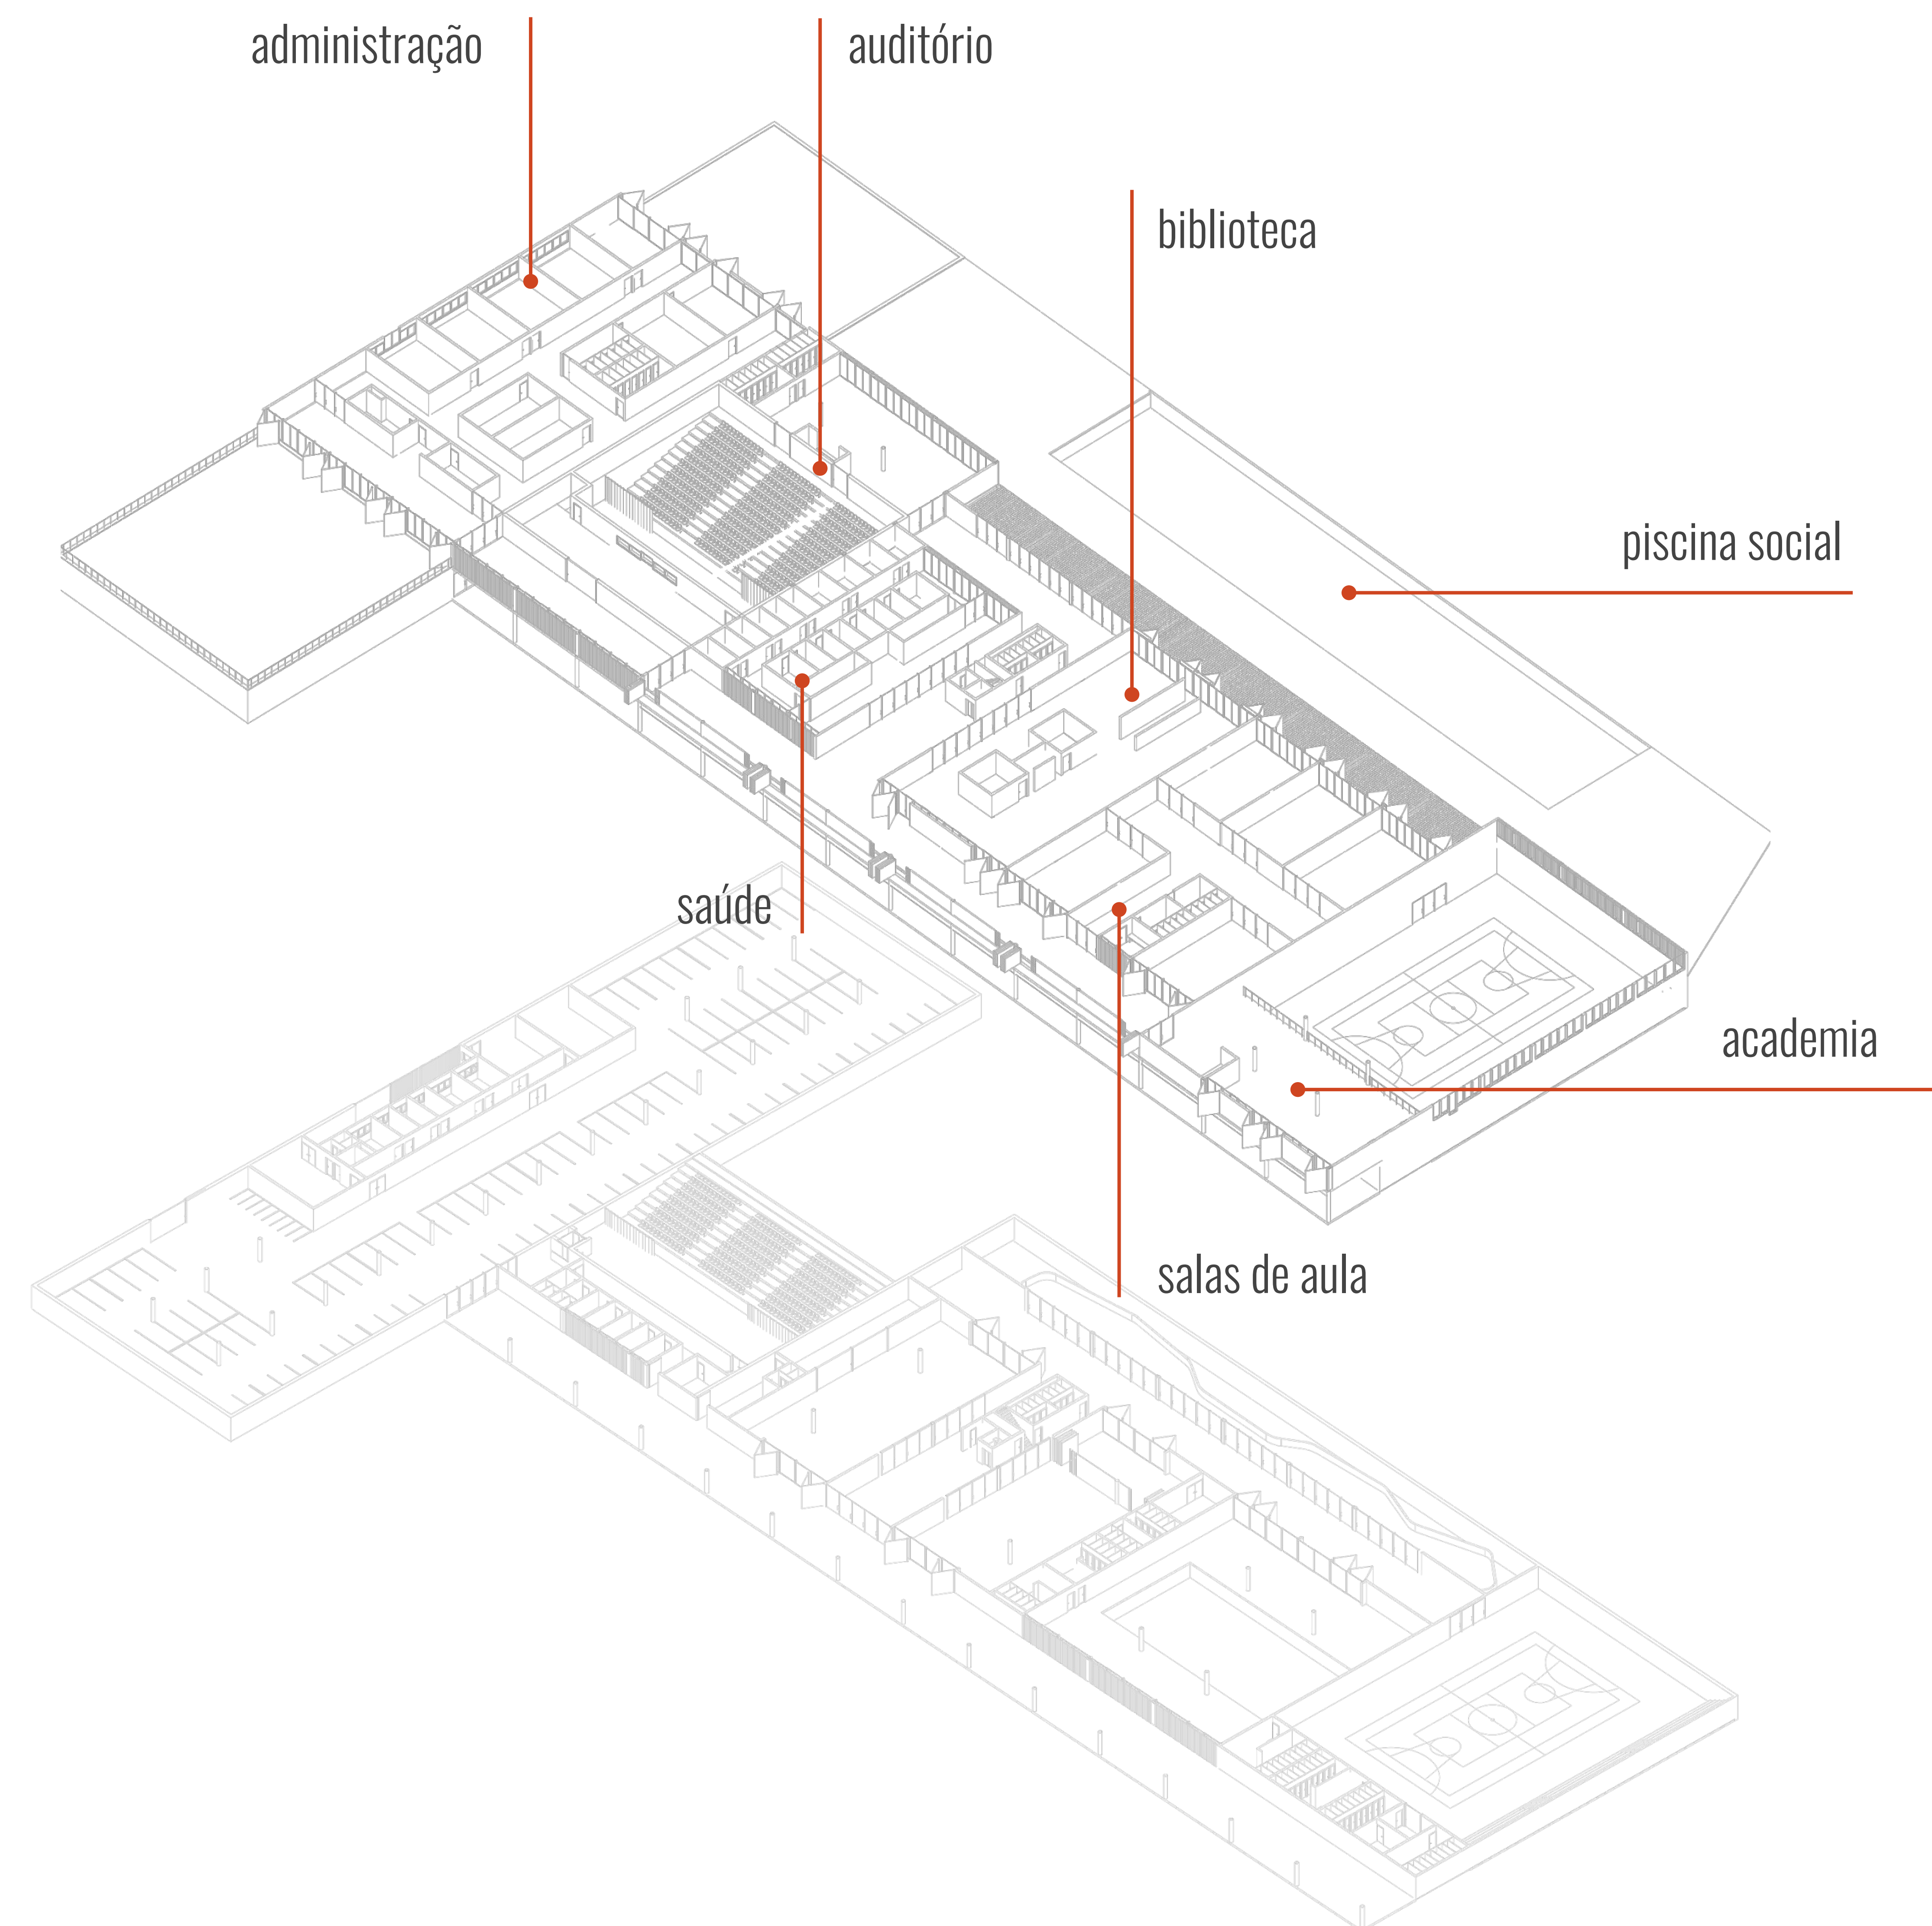 administração
auditório
biblioteca
piscina social
saúde
academia
salas de aula